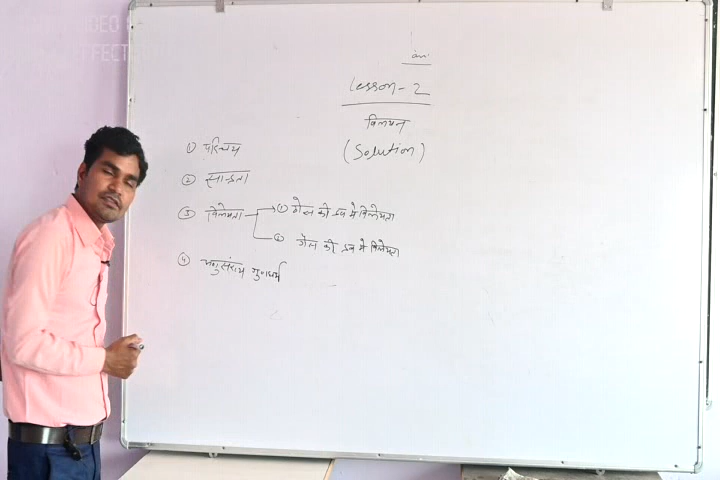 Lesson - 2
विलयन
(Solution)
① परिचय
② सान्द्रता
③ विलेयता → ① ठोस की द्रव में विलेयता
② गैस की द्रव में विलेयता
④ अणुसंख्य गुणधर्म